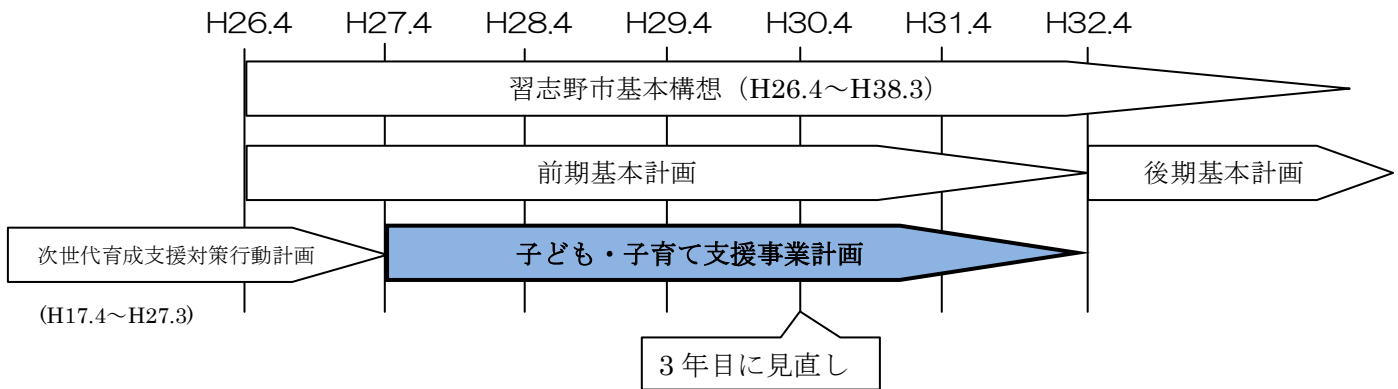 H26.4 H27.4 H28.4 H29.4 H30.4 H31.4 H32.4
習志野市基本構想（H26.4～H38.3）
前期基本計画 後期基本計画
次世代育成支援対策行動計画 子ども・子育て支援事業計画
(H17.4～H27.3)
3 年目に見直し